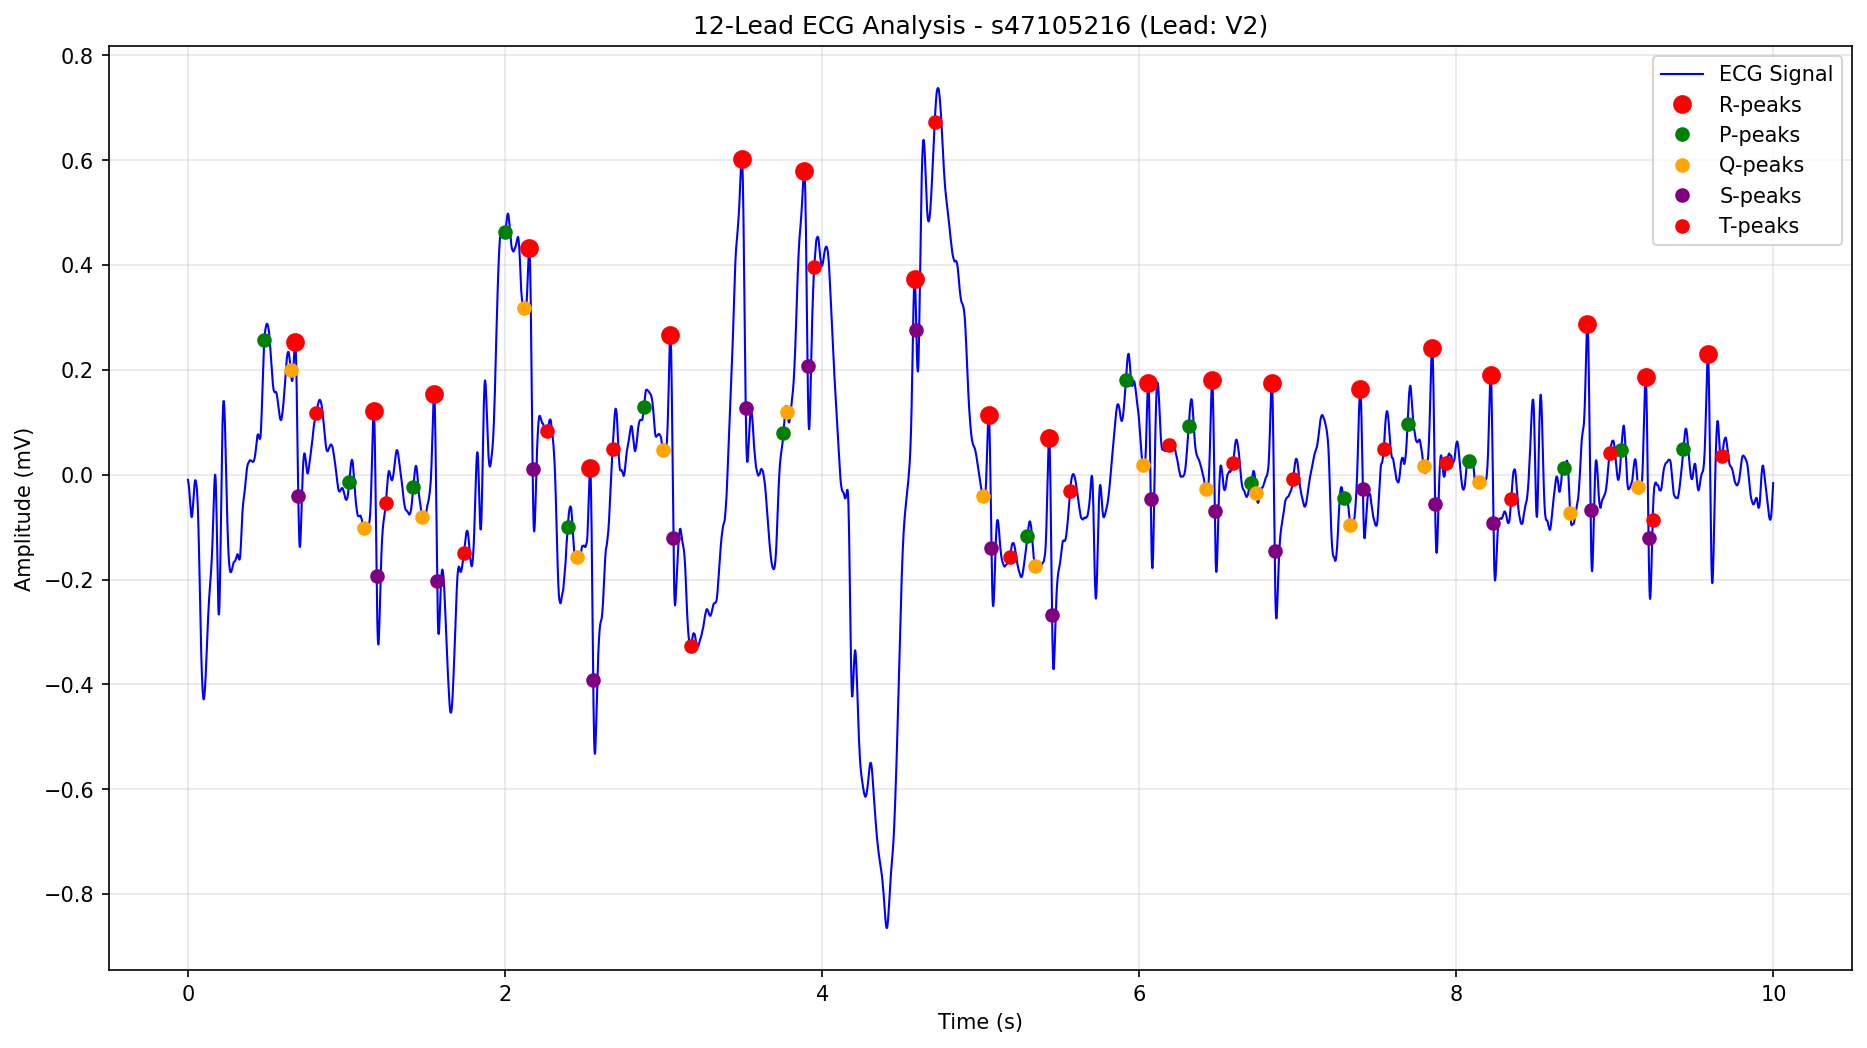 12-Lead ECG Analysis - s47105216 (Lead: V2)
ECG Signal
R-peaks
P-peaks
Q-peaks
S-peaks
T-peaks
Amplitude (mV)
0.8
0.6
0.4
0.2
0.0
−0.2
−0.4
−0.6
−0.8
0 2 4 6 8 10
Time (s)